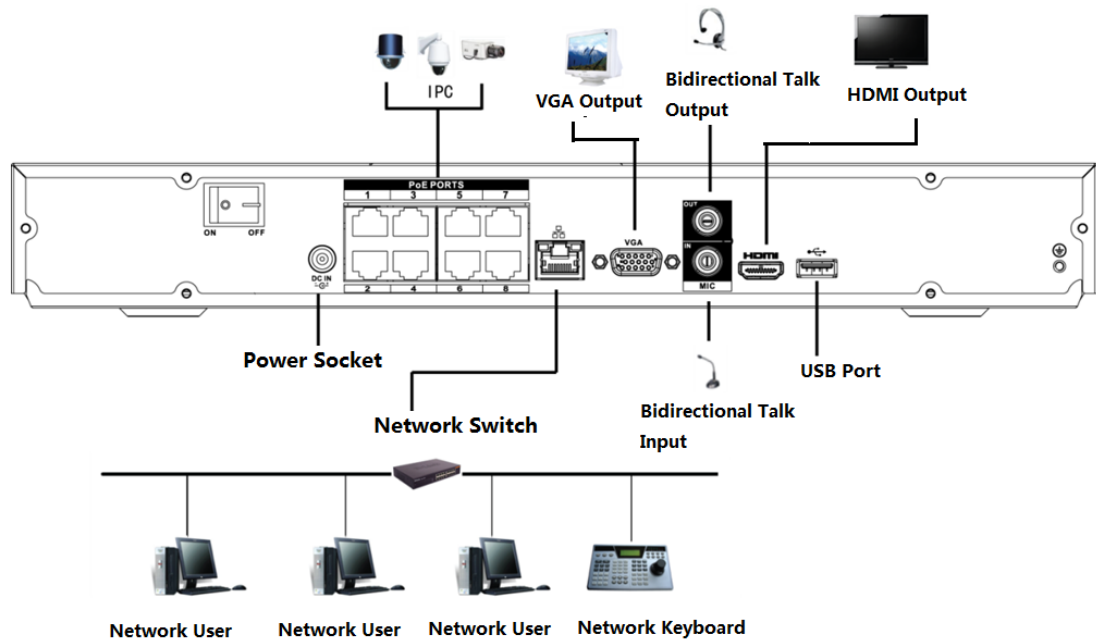 IPC
VGA Output
Bidirectional Talk
Output
HDMI Output
PoE PORTS
1 3 5 7
ON OFF
DC IN
2 4 6 8
VGA
OUT
IN
MIC
HDMI
Power Socket
Network Switch
Bidirectional Talk
Input
USB Port
Network User
Network User
Network User
Network Keyboard